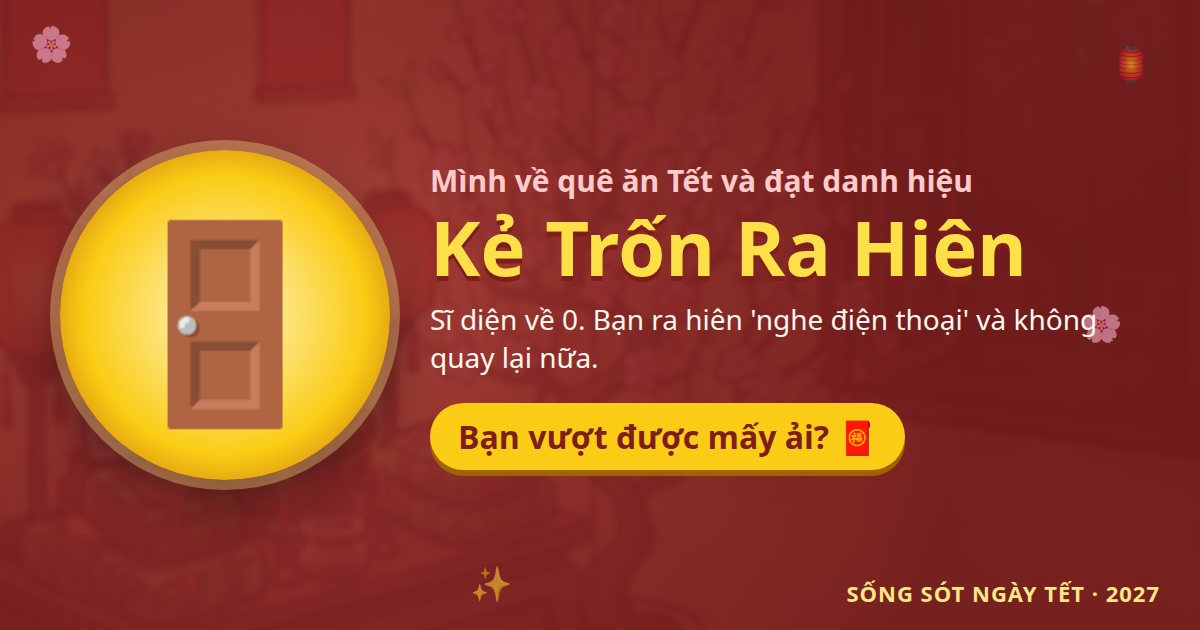 Mình về quê ăn Tết và đạt danh hiệu
Kẻ Trốn Ra Hiên
Sĩ diện về 0. Bạn ra hiên 'nghe điện thoại' và không
quay lại nữa.
Bạn vượt được mấy ải? 🧧
SỐNG SÓT NGÀY TẾT · 2027